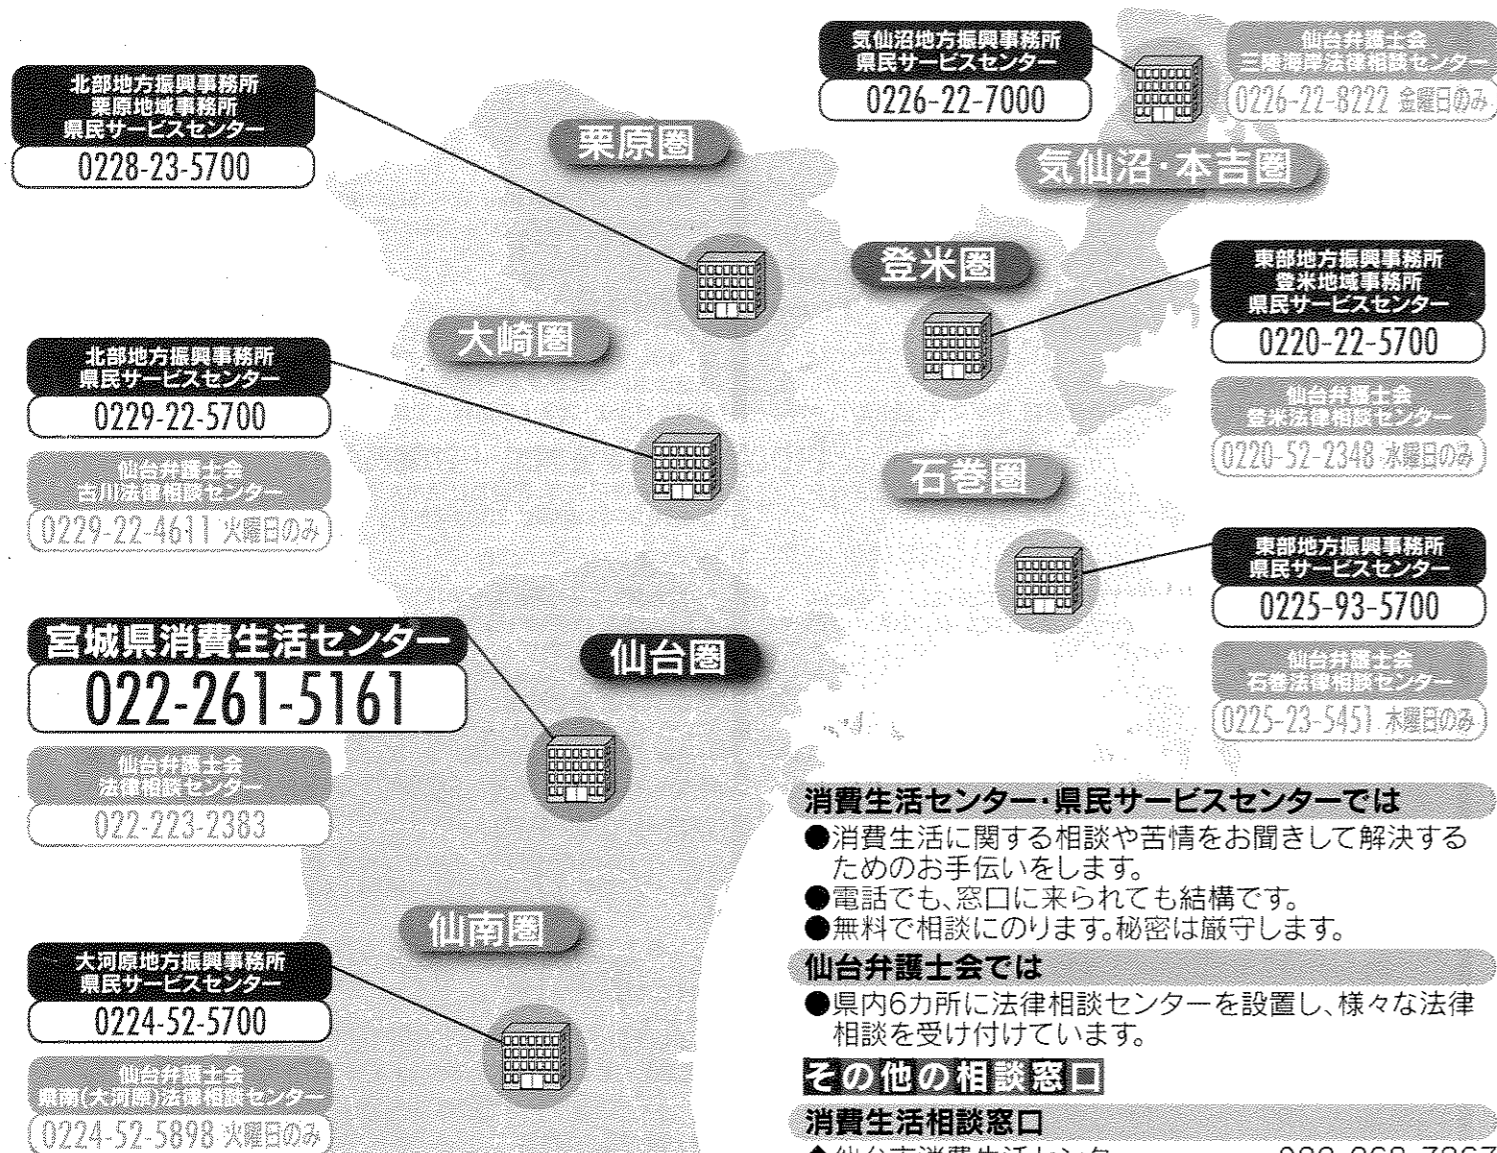 北部地方振興事務所
栗原地域事務所
県民サービスセンター
0228-23-5700
気仙沼地方振興事務所
県民サービスセンター
0226-22-7000
仙台弁護士会
三陸海岸法律相談センター
0226-22-8222 金曜日のみ
栗原圏
気仙沼・本吉圏
登米圏
東部地方振興事務所
登米地域事務所
県民サービスセンター
0220-22-5700
仙台弁護士会
登米法律相談センター
0220-52-2348 水曜日のみ
大崎圏
北部地方振興事務所
県民サービスセンター
0229-22-5700
仙台弁護士会
古川法律相談センター
0229-22-4611 火曜日のみ
石巻圏
東部地方振興事務所
県民サービスセンター
0225-93-5700
仙台弁護士会
石巻法律相談センター
0225-23-5451 木曜日のみ
宮城県消費生活センター
022-261-5161
仙台圏
仙台弁護士会
法律相談センター
022-223-2383
仙南圏
大河原地方振興事務所
県民サービスセンター
0224-52-5700
仙台弁護士会
県南(大河原)法律相談センター
0224-52-5898 火曜日のみ
消費生活センター・県民サービスセンターでは
●消費生活に関する相談や苦情をお聞きして解決する
ためのお手伝いをします。
●電話でも、窓口に来られても結構です。
●無料で相談にのります。秘密は厳守します。
仙台弁護士会では
●県内6カ所に法律相談センターを設置し、様々な法律
相談を受け付けています。
その他の相談窓口
消費生活相談窓口
◆仙台市消費生活センター